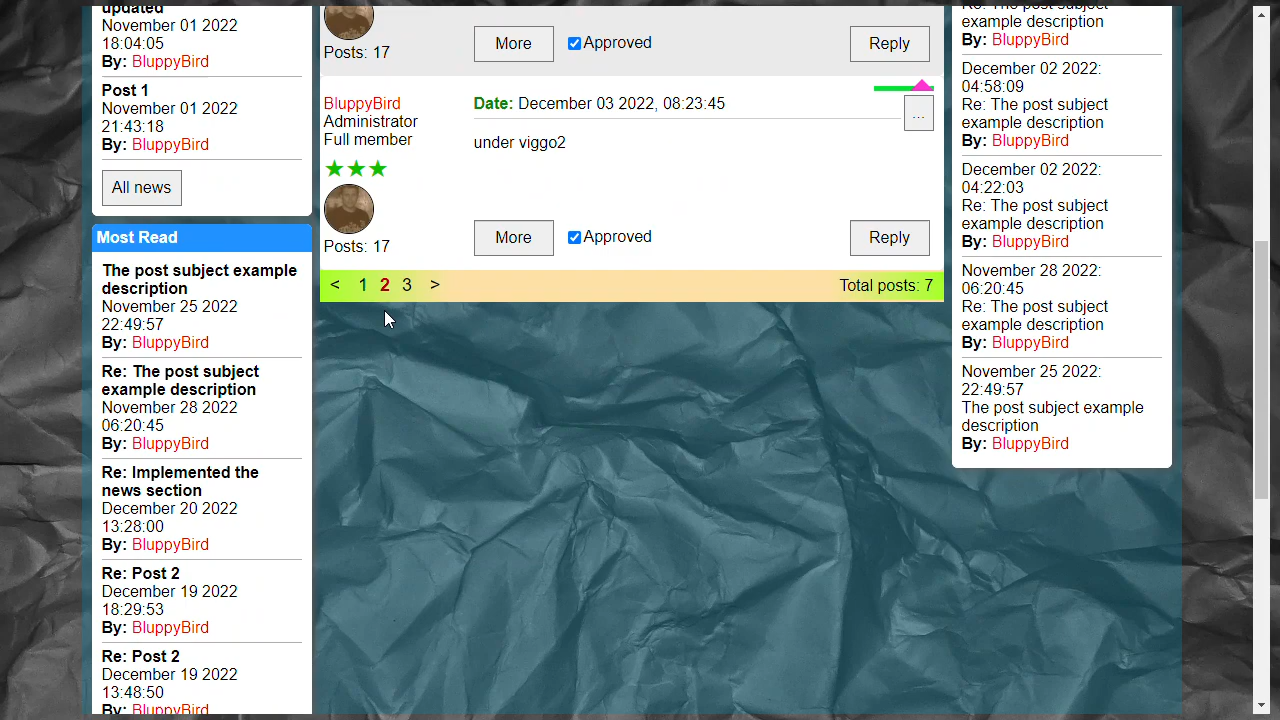 updated
November 01 2022
18:04:05
By: BluppyBird
Post 1
November 01 2022
21:43:18
By: BluppyBird
All news
Most Read
The post subject example
description
November 25 2022
22:49:57
By: BluppyBird
Re: The post subject
example description
November 28 2022
06:20:45
By: BluppyBird
Re: Implemented the
news section
December 20 2022
13:28:00
By: BluppyBird
Re: Post 2
December 19 2022
18:29:53
By: BluppyBird
Re: Post 2
December 19 2022
13:48:50
By: BluppyBird
Posts: 17
More
Approved
Reply
BluppyBird
Administrator
Full member
Date: December 03 2022, 08:23:45
...
under viggo2
Posts: 17
More
Approved
Reply
< 1 2 3 >
Total posts: 7
Re: The post subject
example description
By: BluppyBird
December 02 2022:
04:58:09
Re: The post subject
example description
By: BluppyBird
December 02 2022:
04:22:03
Re: The post subject
example description
By: BluppyBird
November 28 2022:
06:20:45
Re: The post subject
example description
By: BluppyBird
November 25 2022:
22:49:57
The post subject example
description
By: BluppyBird